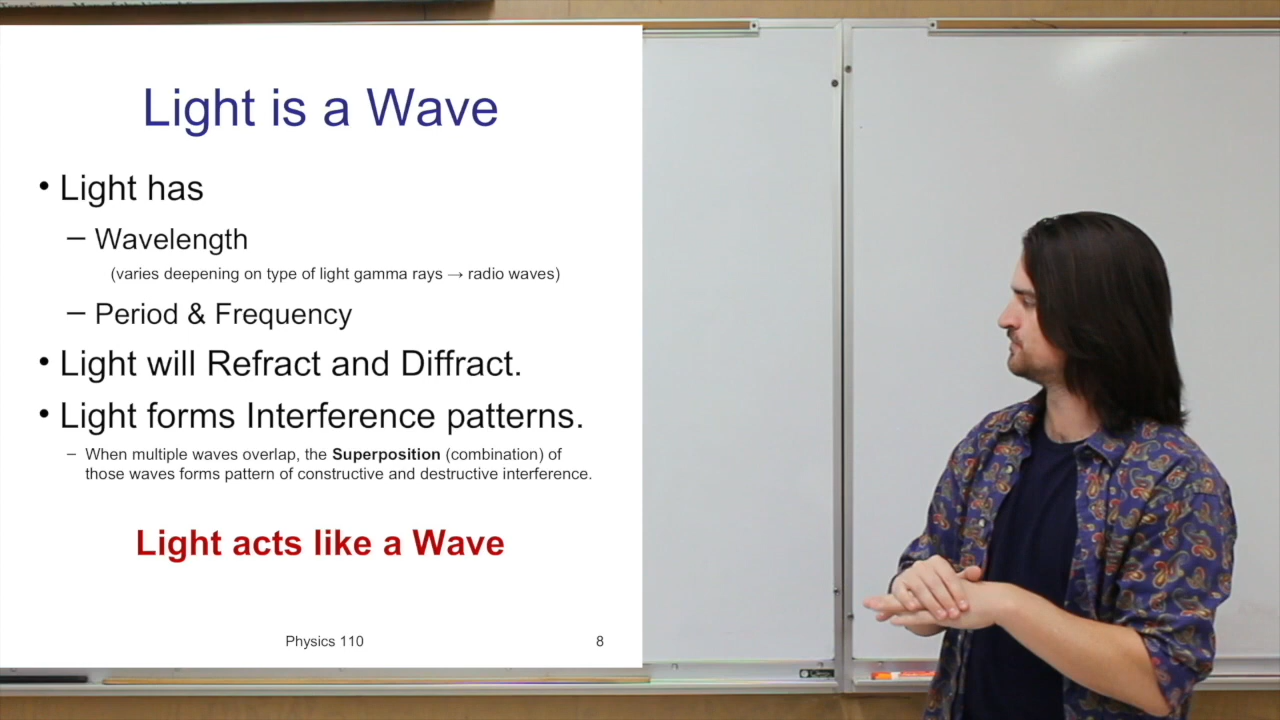 Light is a Wave
• Light has
– Wavelength
(varies deepening on type of light gamma rays → radio waves)
– Period & Frequency
• Light will Refract and Diffract.
• Light forms Interference patterns.
– When multiple waves overlap, the Superposition (combination) of
those waves forms pattern of constructive and destructive interference.
Light acts like a Wave
Physics 110
8